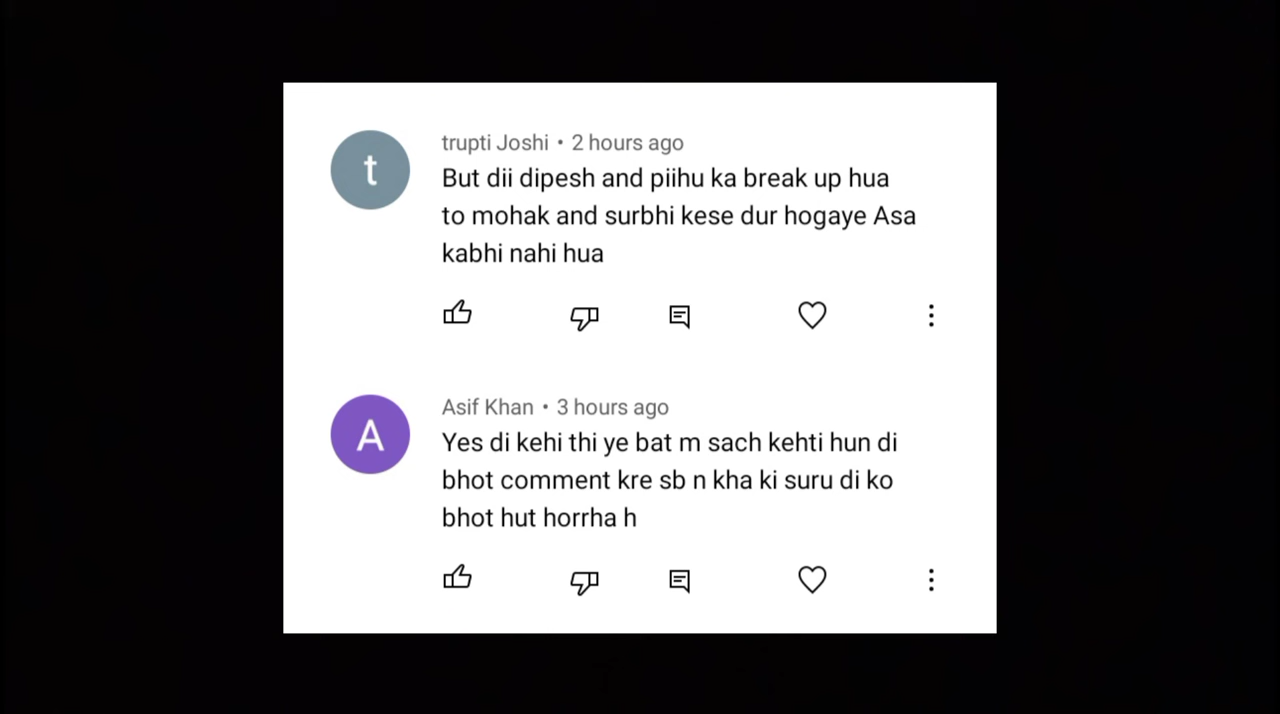 t
trupti Joshi • 2 hours ago
But dii dipesh and piihu ka break up hua
to mohak and surbhi kese dur hogaye Asa
kabhi nahi hua
A
Asif Khan • 3 hours ago
Yes di kehi thi ye bat m sach kehti hun di
bhot comment kre sb n kha ki suru di ko
bhot hut horrha h